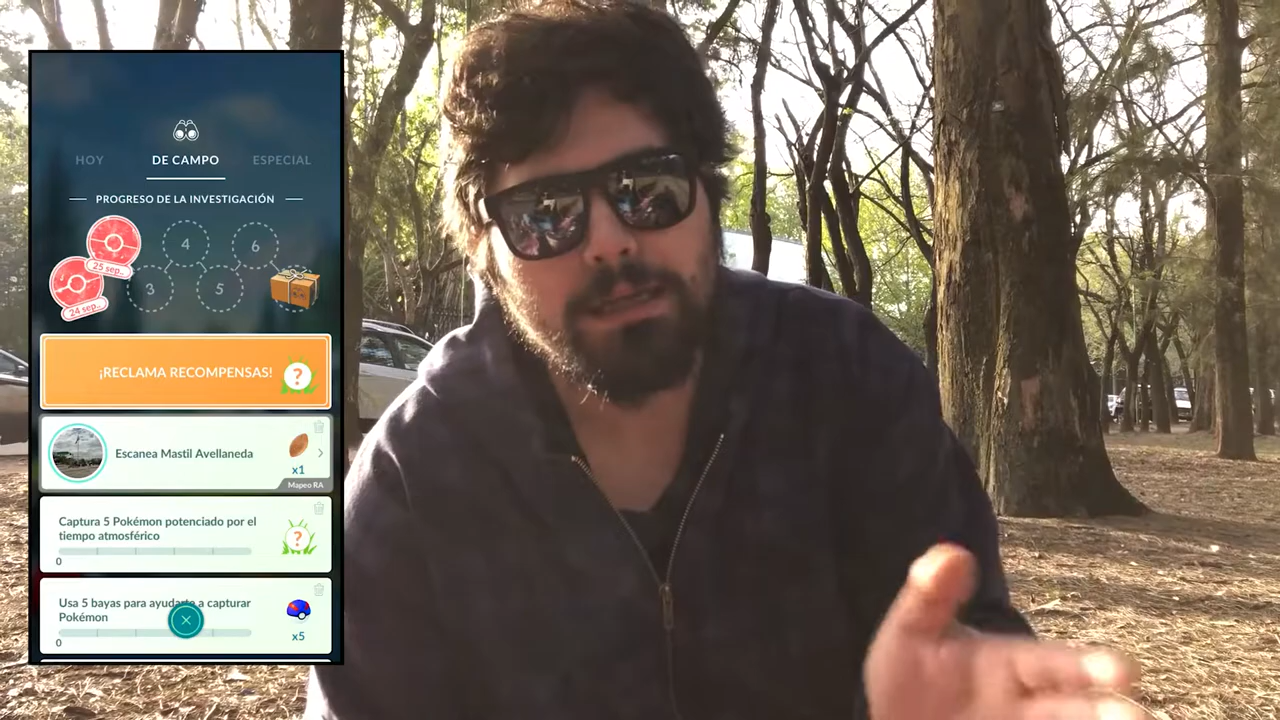 HOY
DE CAMPO
ESPECIAL
PROGRESO DE LA INVESTIGACIÓN
4
6
25 sep..
3
5
24 sep..
¡RECLAMA RECOMPENSAS!
?
Escanea Mastil Avellaneda
x1
Mapeo RA
Captura 5 Pokémon potenciado por el
tiempo atmosférico
?
0
Usa 5 bayas para ayudarte a capturar
Pokémon
x5
0